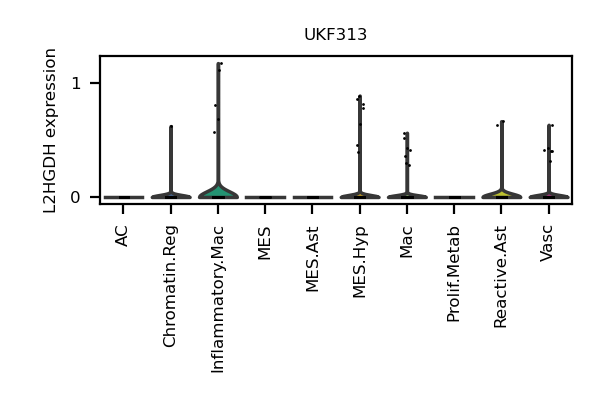 UKF313
L2HGDH expression
1
0
AC
Chromatin.Reg
Inflammatory.Mac
MES
MES.Ast
MES.Hyp
Mac
Prolif.Metab
Reactive.Ast
Vasc